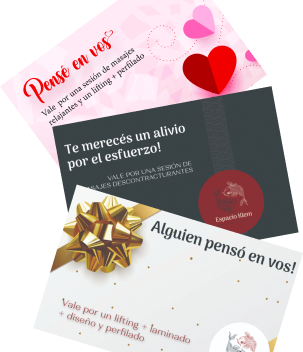 Pensé en vos
Vale por una sesión de masajes
relajantes y un lifting + perfilado
Te merecés un alivio
por el esfuerzo!
VALE POR UNA SESIÓN DE
MASAJES DESCONTRACTURANTES
Espacio Klem
Alguien pensó en vos!
Vale por un lifting + laminado
+ diseño y perfilado